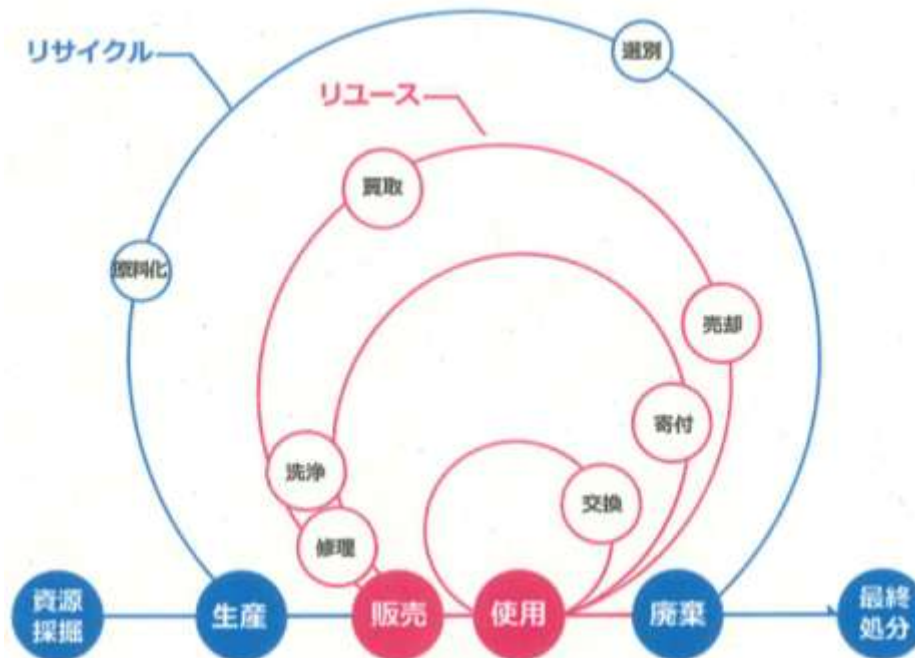 リサイクル
選別
リユース
買取
原料化
売却
寄付
洗浄
交換
修理
資源
採掘
生産
販売
使用
廃棄
最終
処分